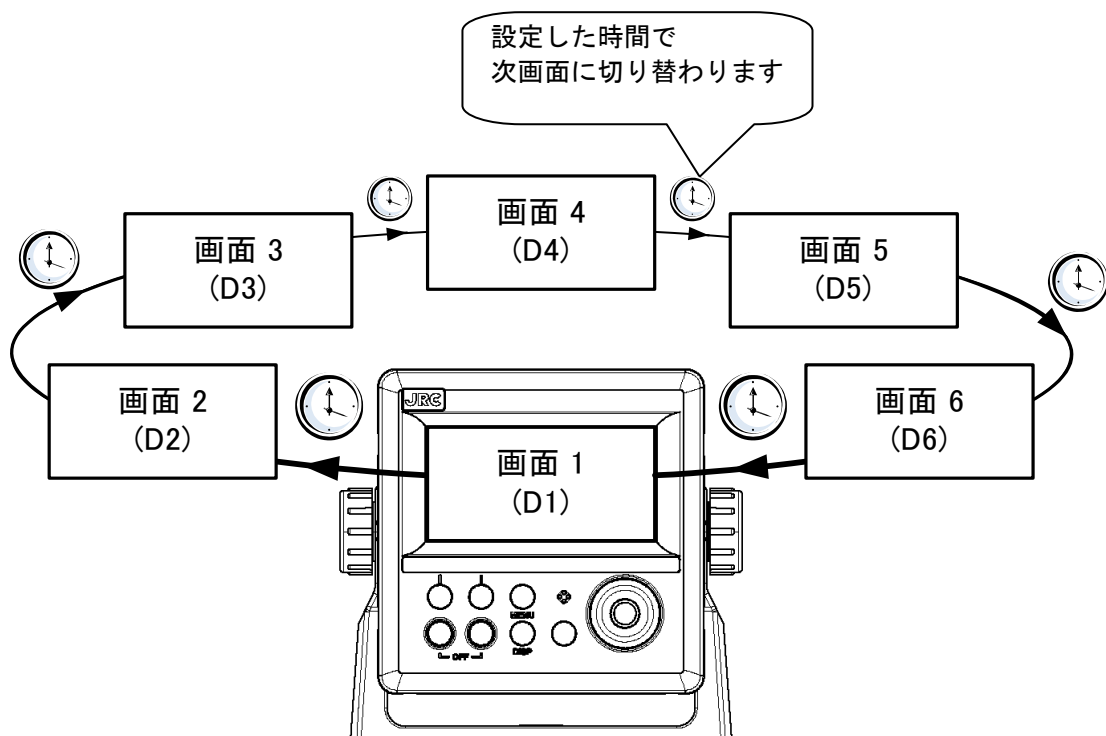 設定した時間で
次画面に切り替わります
画面 4
(D4)
画面 3
(D3)
画面 5
(D5)
画面 2
(D2)
画面 6
(D6)
JRC
画面 1
(D1)
MENU
DISP
OFF